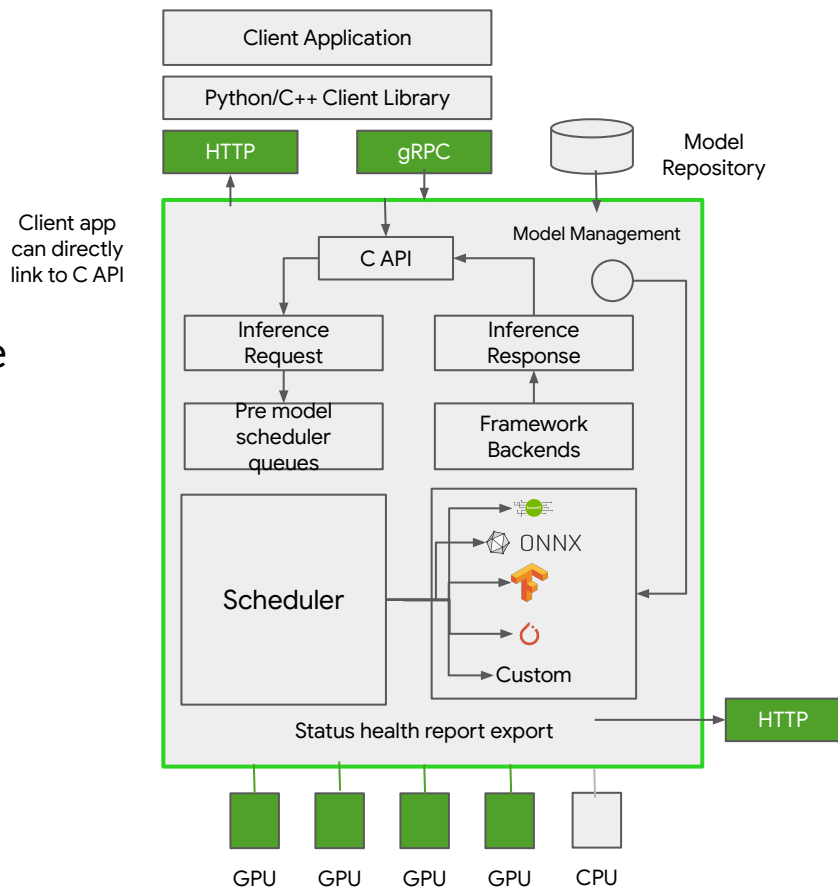 Client Application
Python/C++ Client Library
HTTP
gRPC
Model
Repository
Client app
can directly
link to C API
Model Management
C API
e
Inference
Request
Inference
Response
Pre model
scheduler
queues
Framework
Backends
Scheduler
ONNX
Custom
Status health report export
HTTP
GPU
GPU
GPU
GPU
CPU